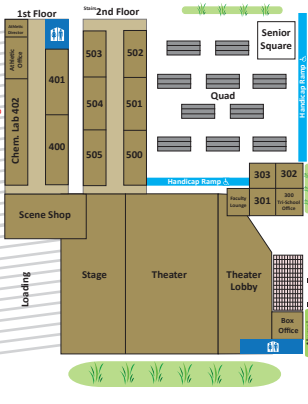 1st Floor
Stairs
2nd Floor
Athletic
Director
Athletic
Office
401
503
502
Senior
Square
Quad
Chem. Lab 402
504
501
Handicap Ramp
400
505
500
Handicap Ramp
303
302
Faculty
Lounge
301
300
Tri-School
Office
Scene Shop
Loading
Stage
Theater
Theater
Lobby
Box
Office